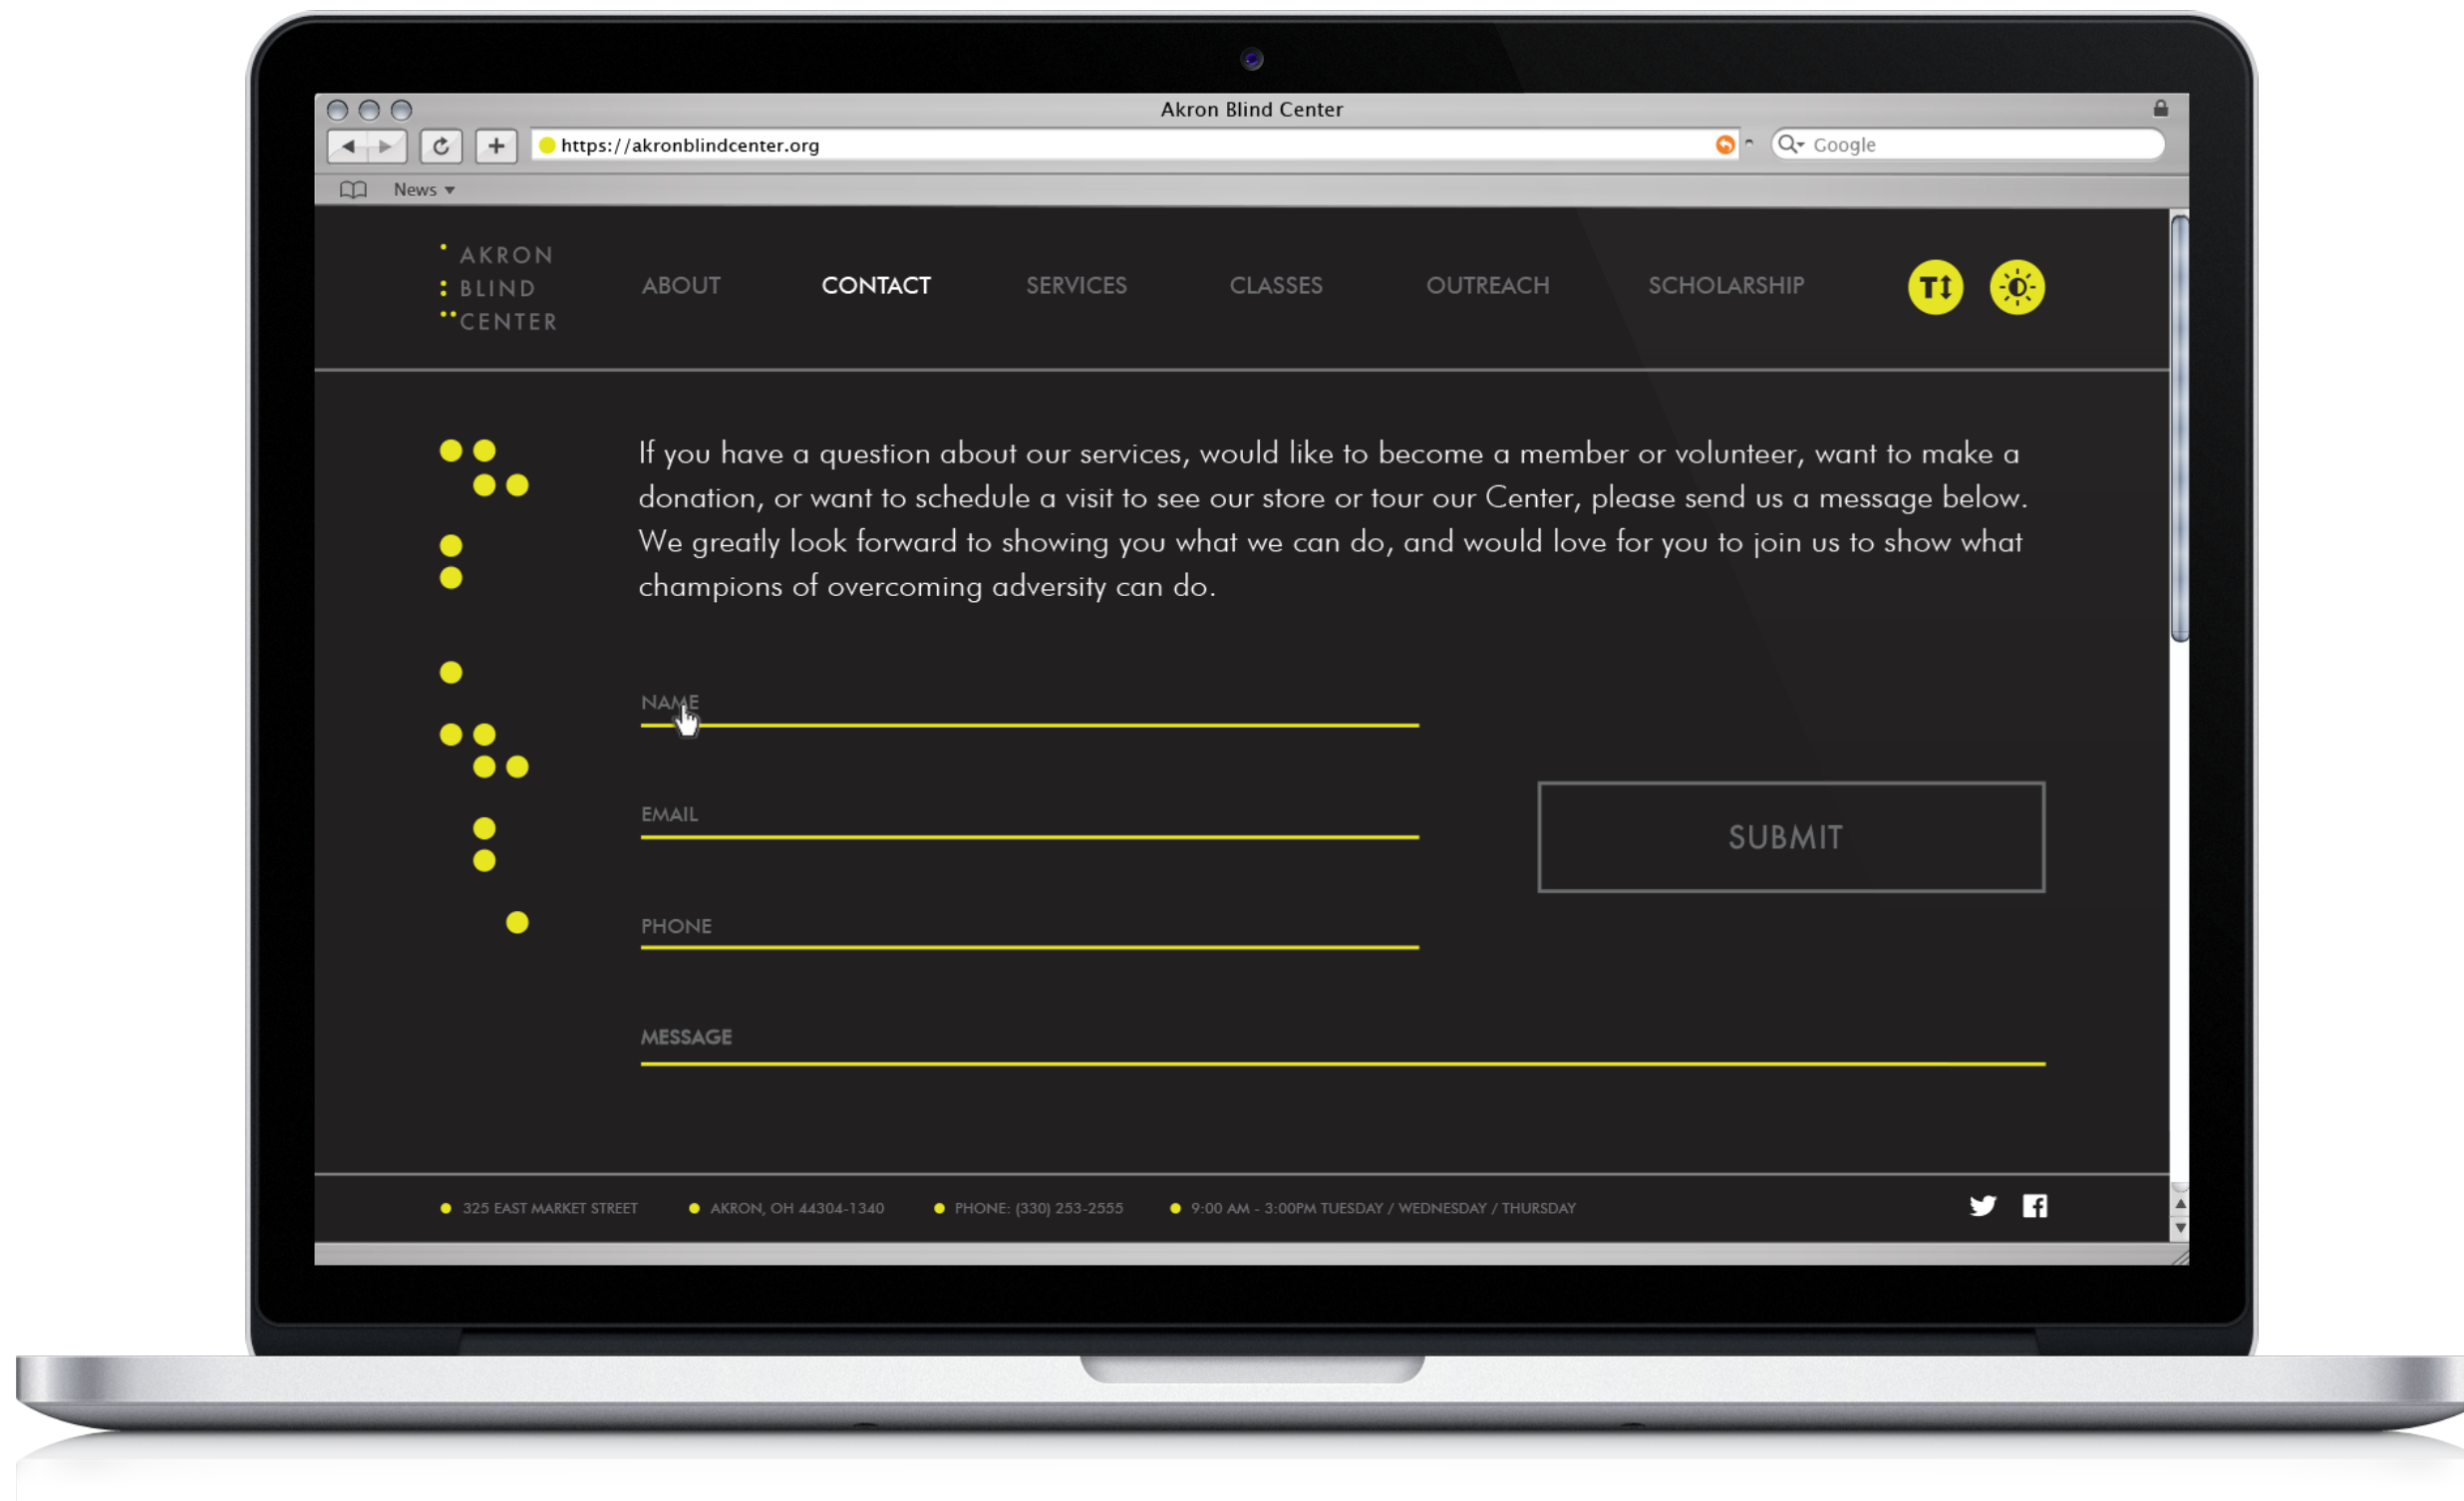 Akron Blind Center
https://akronblindcenter.org
Google
News
AKRON
BLIND
CENTER
ABOUT
CONTACT
SERVICES
CLASSES
OUTREACH
SCHOLARSHIP
T
If you have a question about our services, would like to become a member or volunteer, want to make a
donation, or want to schedule a visit to see our store or tour our Center, please send us a message below.
We greatly look forward to showing you what we can do, and would love for you to join us to show what
champions of overcoming adversity can do.
NAME
EMAIL
SUBMIT
PHONE
MESSAGE
325 EAST MARKET STREET
AKRON, OH 44304-1340
PHONE: (330) 253-2555
9:00 AM - 3:00PM TUESDAY / WEDNESDAY / THURSDAY